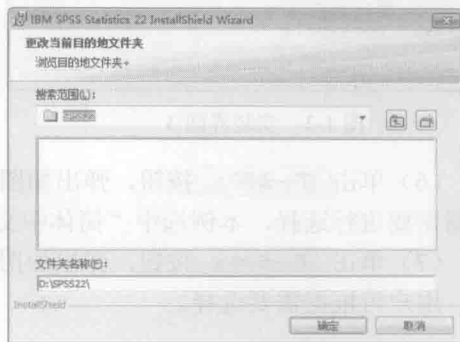 IBM SPSS Statistics 22 InstallShield Wizard
更改当前目的地文件夹
浏览目的地文件夹。
搜索范围(L):
文件夹名称(F):
D:\SPSS22\
InstallShield
确定
取消